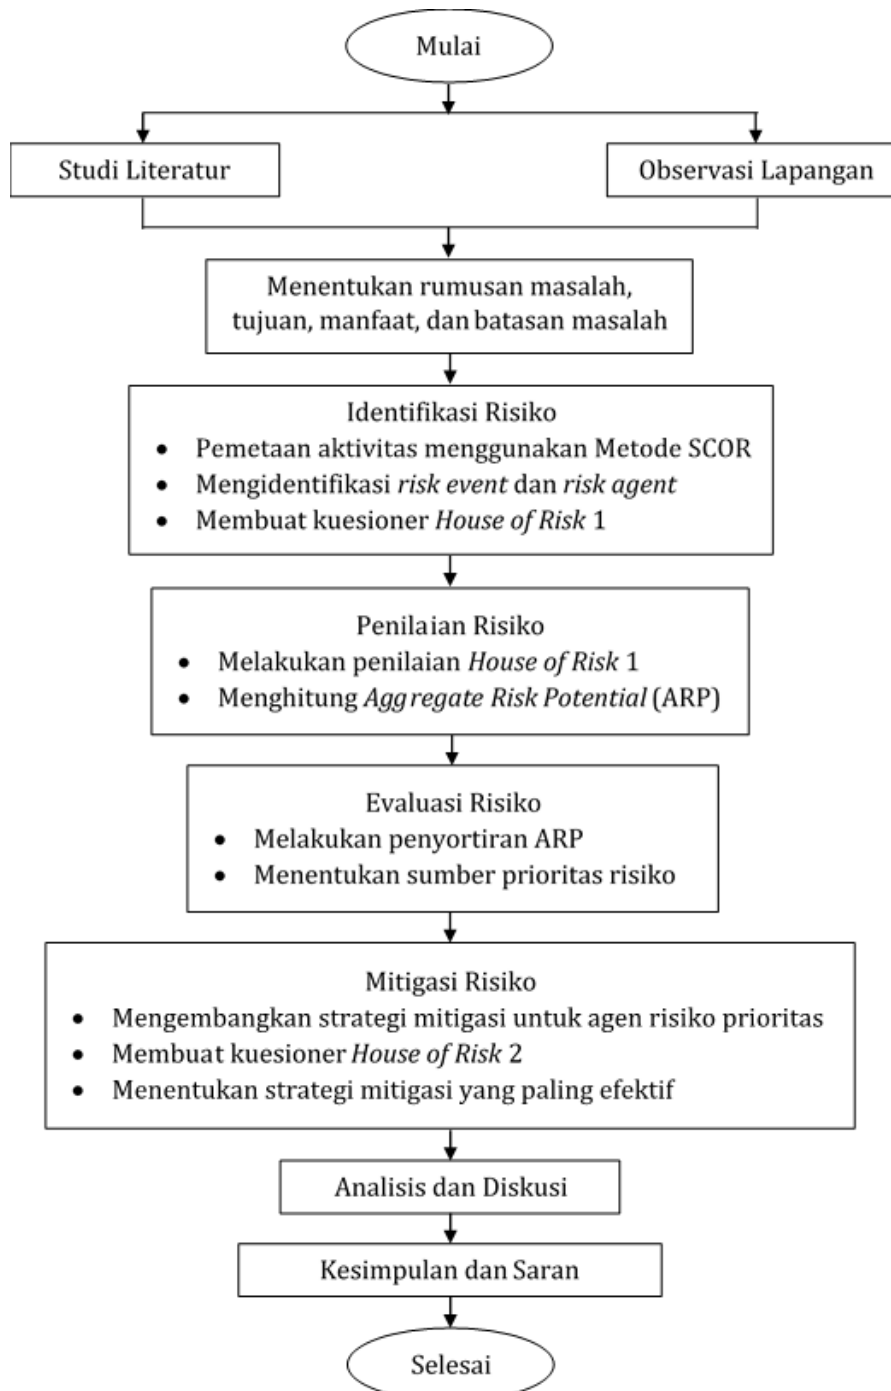 Mulai
Studi Literatur
Observasi Lapangan
Menentukan rumusan masalah,
tujuan, manfaat, dan batasan masalah
Identifikasi Risiko
• Pemetaan aktivitas menggunakan Metode SCOR
• Mengidentifikasi risk event dan risk agent
• Membuat kuesioner House of Risk 1
Penilaian Risiko
• Melakukan penilaian House of Risk 1
• Menghitung Aggregate Risk Potential (ARP)
Evaluasi Risiko
• Melakukan penyortiran ARP
• Menentukan sumber prioritas risiko
Mitigasi Risiko
• Mengembangkan strategi mitigasi untuk agen risiko prioritas
• Membuat kuesioner House of Risk 2
• Menentukan strategi mitigasi yang paling efektif
Analisis dan Diskusi
Kesimpulan dan Saran
Selesai